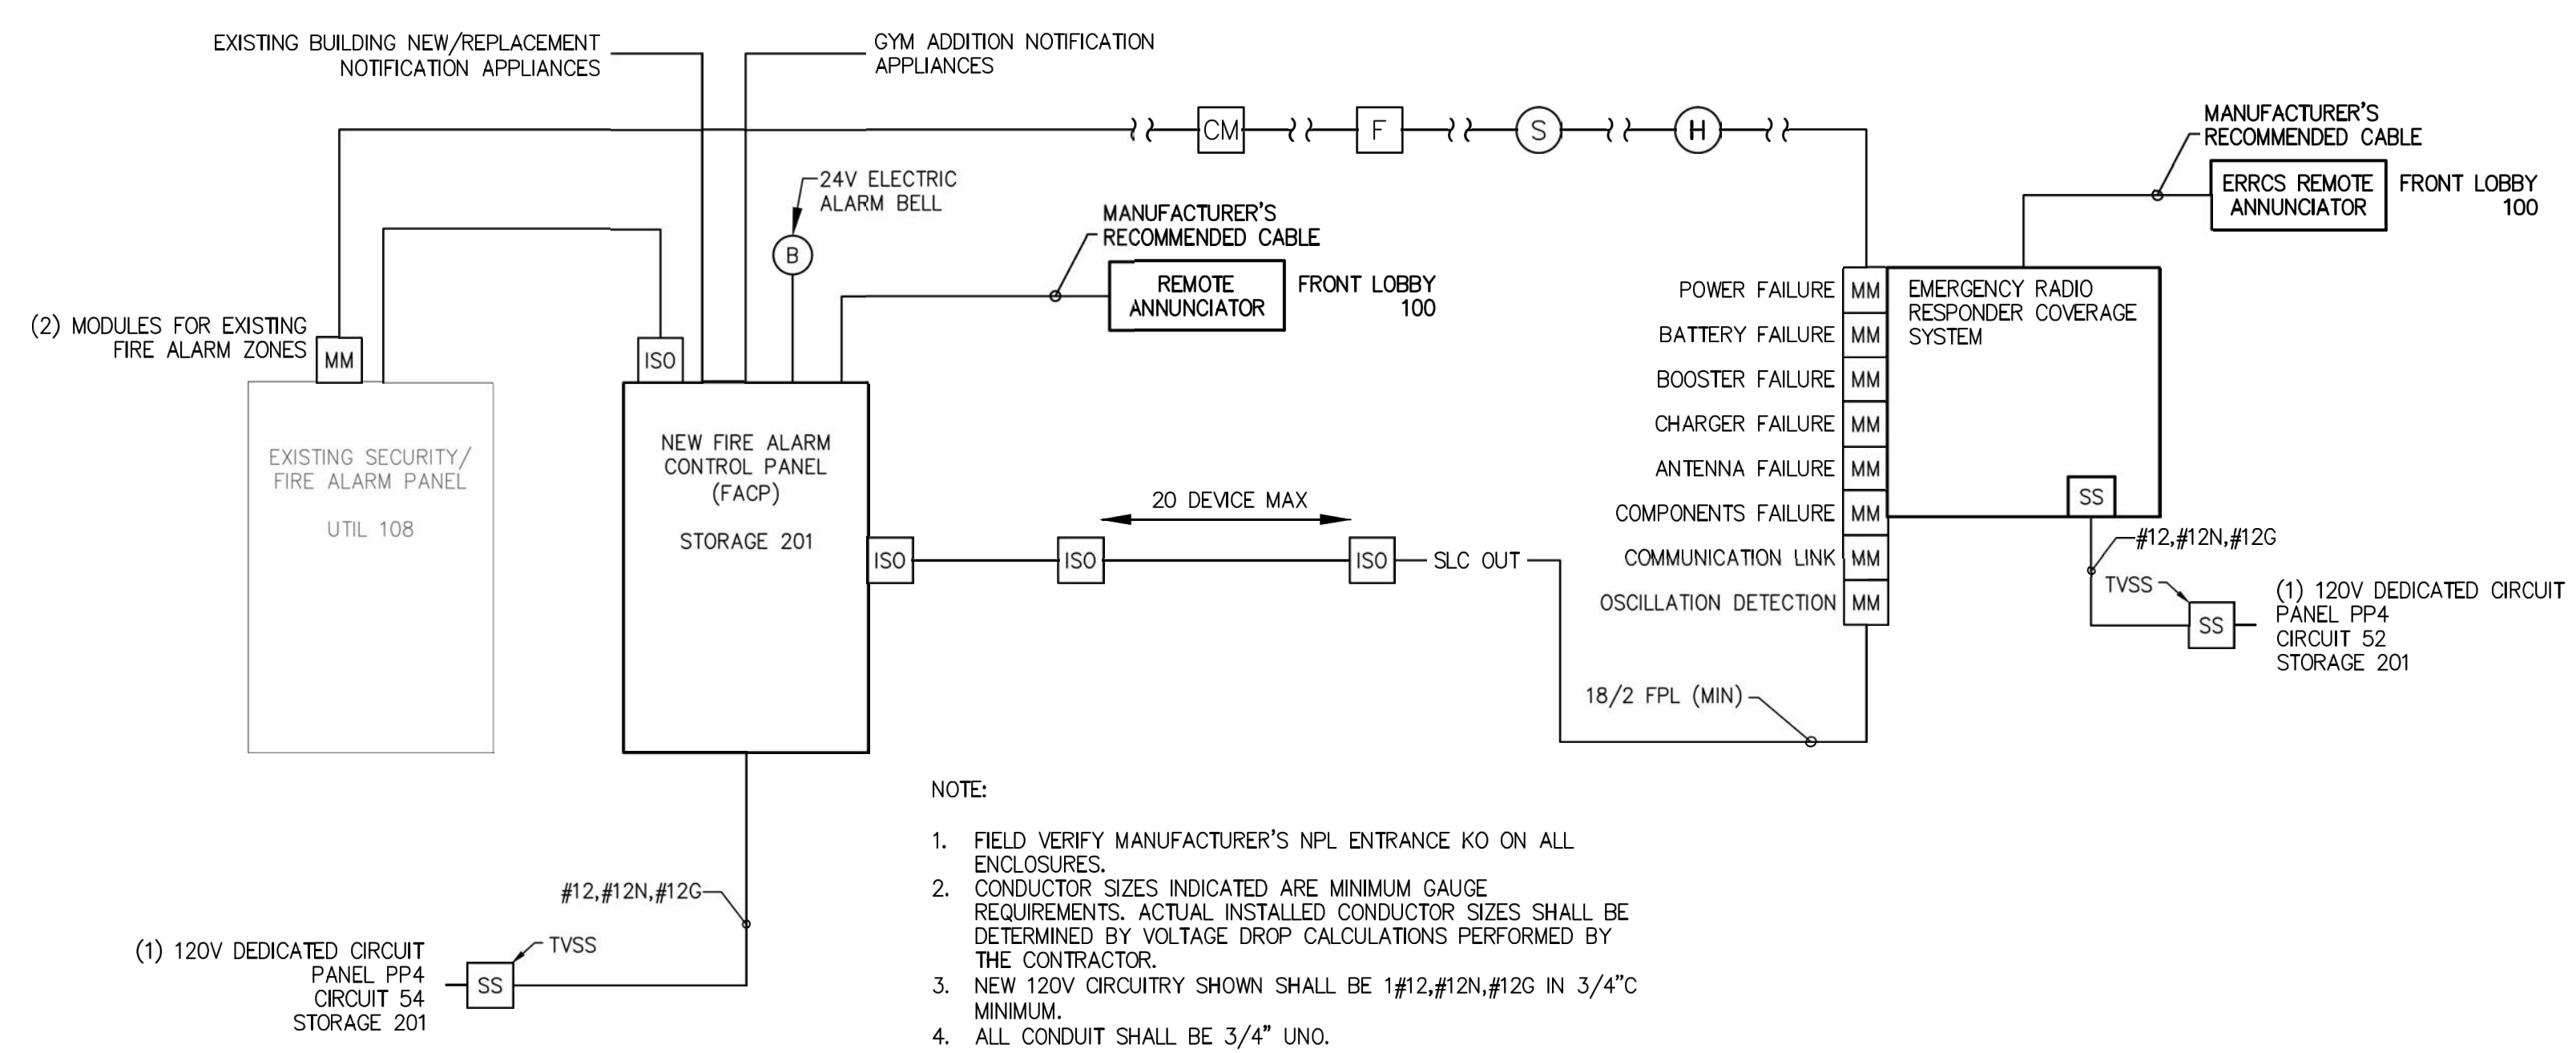 EXISTING BUILDING NEW/REPLACEMENT
NOTIFICATION APPLIANCES
GYM ADDITION NOTIFICATION
APPLIANCES
CM
F
S
H
MANUFACTURER'S
RECOMMENDED CABLE
ERRCS REMOTE
ANNUNCIATOR
FRONT LOBBY
100
24V ELECTRIC
ALARM BELL
B
MANUFACTURER'S
RECOMMENDED CABLE
REMOTE
ANNUNCIATOR
FRONT LOBBY
100
(2) MODULES FOR EXISTING
FIRE ALARM ZONES
MM
ISO
EXISTING SECURITY/
FIRE ALARM PANEL
UTIL 108
NEW FIRE ALARM
CONTROL PANEL
(FACP)
STORAGE 201
ISO
ISO
20 DEVICE MAX
ISO
SLC OUT
POWER FAILURE MM
BATTERY FAILURE MM
BOOSTER FAILURE MM
CHARGER FAILURE MM
ANTENNA FAILURE MM
COMPONENTS FAILURE MM
COMMUNICATION LINK MM
OSCILLATION DETECTION MM
EMERGENCY RADIO
RESPONDER COVERAGE
SYSTEM
SS
#12,#12N,#12G
TVSS
SS
(1) 120V DEDICATED CIRCUIT
PANEL PP4
CIRCUIT 52
STORAGE 201
18/2 FPL (MIN)
#12,#12N,#12G
TVSS
SS
(1) 120V DEDICATED CIRCUIT
PANEL PP4
CIRCUIT 54
STORAGE 201
NOTE:
1. FIELD VERIFY MANUFACTURER'S NPL ENTRANCE KO ON ALL
ENCLOSURES.
2. CONDUCTOR SIZES INDICATED ARE MINIMUM GAUGE
REQUIREMENTS. ACTUAL INSTALLED CONDUCTOR SIZES SHALL BE
DETERMINED BY VOLTAGE DROP CALCULATIONS PERFORMED BY
THE CONTRACTOR.
3. NEW 120V CIRCUITRY SHOWN SHALL BE 1#12,#12N,#12G IN 3/4"C
MINIMUM.
4. ALL CONDUIT SHALL BE 3/4" UNO.